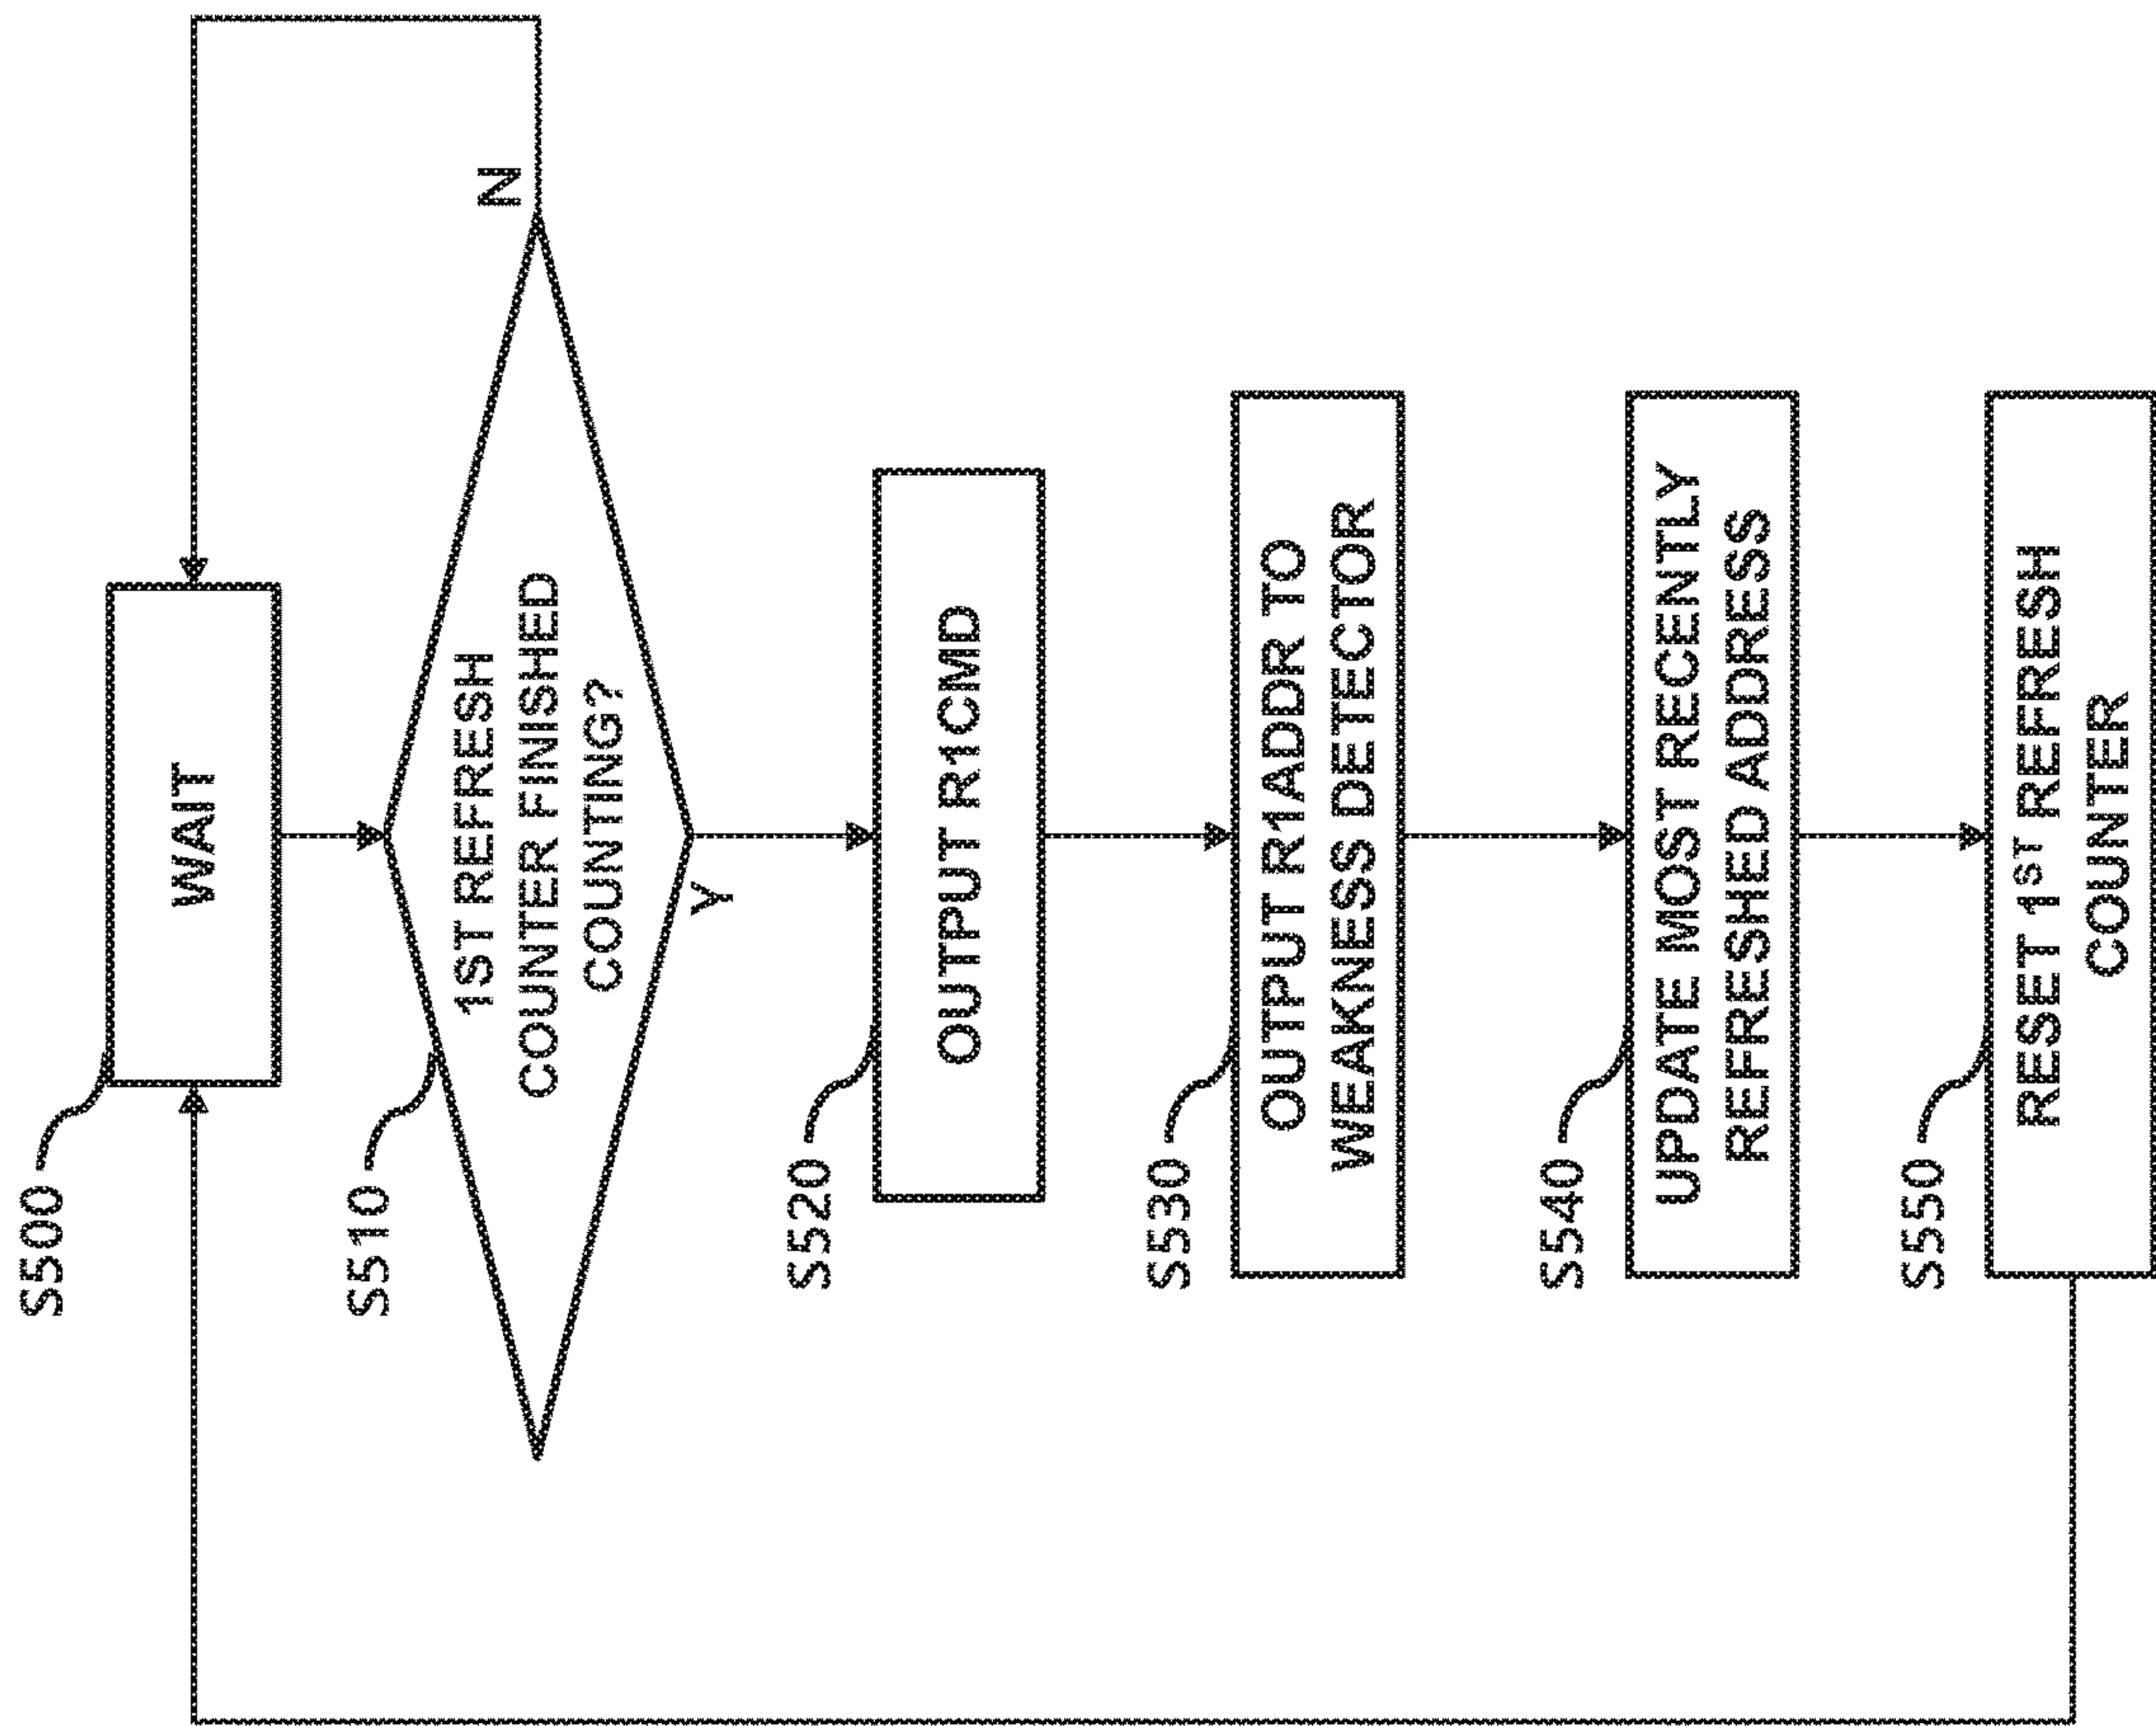 S500
WAIT
S510
1ST REFRESH
COUNTER FINISHED
COUNTING?
N
Y
S520
OUTPUT R1CMD
S530
OUTPUT R1ADDR TO
WEAKNESS DETECTOR
S540
UPDATE MOST RECENTLY
REFRESHED ADDRESS
S550
RESET 1ST REFRESH
COUNTER